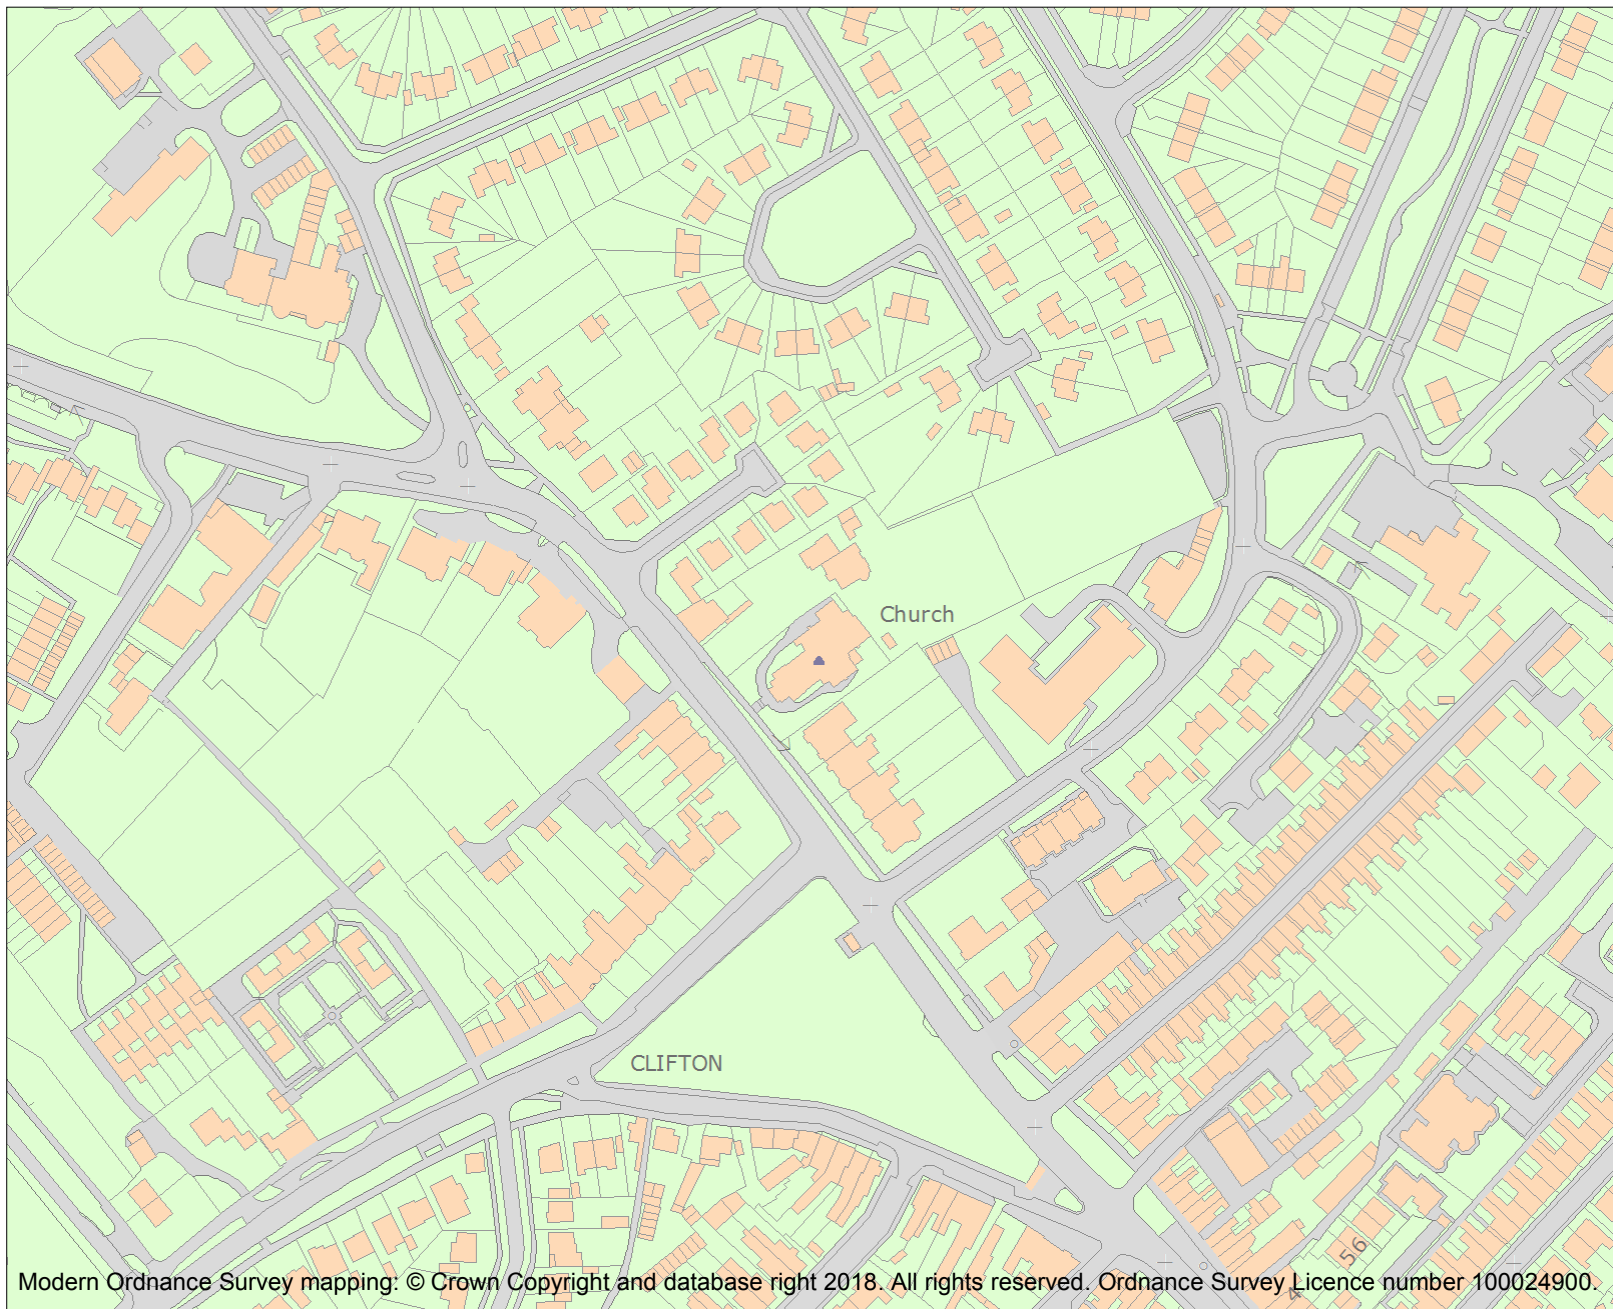 Church
CLIFTON
56
4
Modern Ordnance Survey mapping: © Crown Copyright and database right 2018. All rights reserved. Ordnance Survey Licence number 100024900.